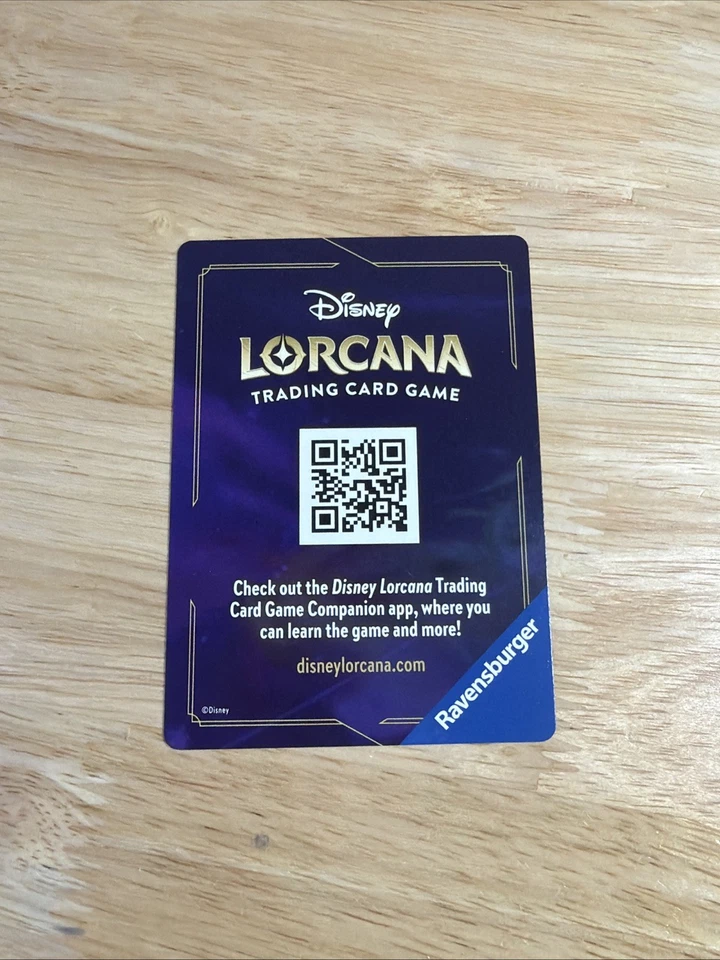 Disney
LORCANA
TRADING CARD GAME
Check out the Disney Lorcana Trading
Card Game Companion app, where you
can learn the game and more!
disneylorcana.com
Ravensburger
©Disney